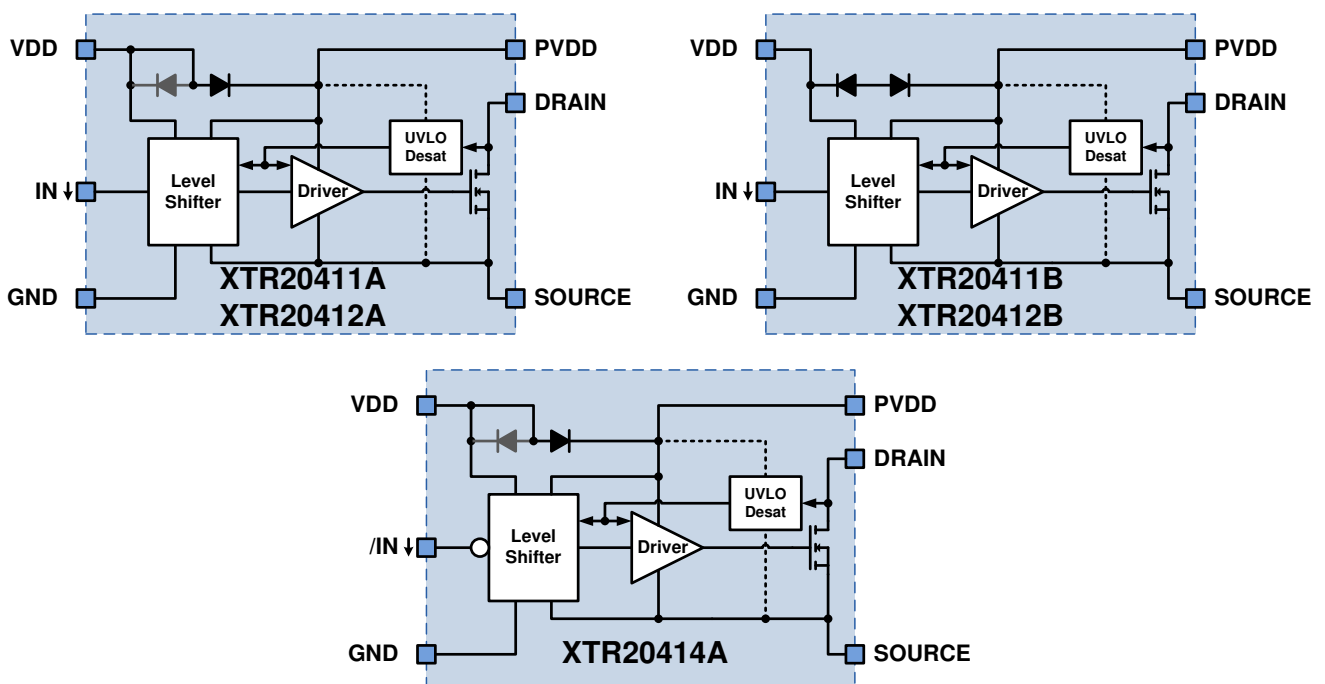 VDD
PVDD
DRAIN
UVLO
Desat
IN ↓
Level
Shifter
Driver
GND
SOURCE
XTR20411A
XTR20412A
VDD
PVDD
DRAIN
UVLO
Desat
IN ↓
Level
Shifter
Driver
GND
SOURCE
XTR20411B
XTR20412B
VDD
PVDD
DRAIN
UVLO
Desat
/IN ↓
Level
Shifter
Driver
GND
SOURCE
XTR20414A